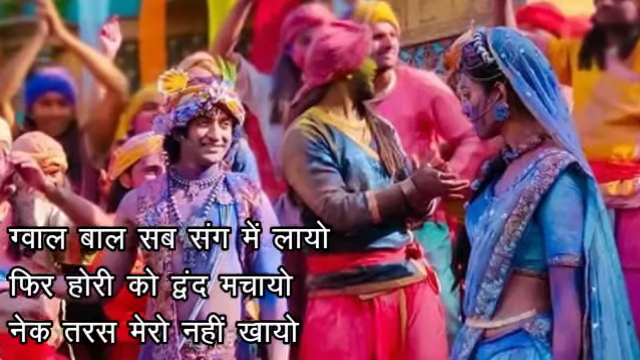 ग्वाल बाल सब संग में लायो
फिर होरी को द्वंद मचायो
नेक तरस मेरो नहीं खायो